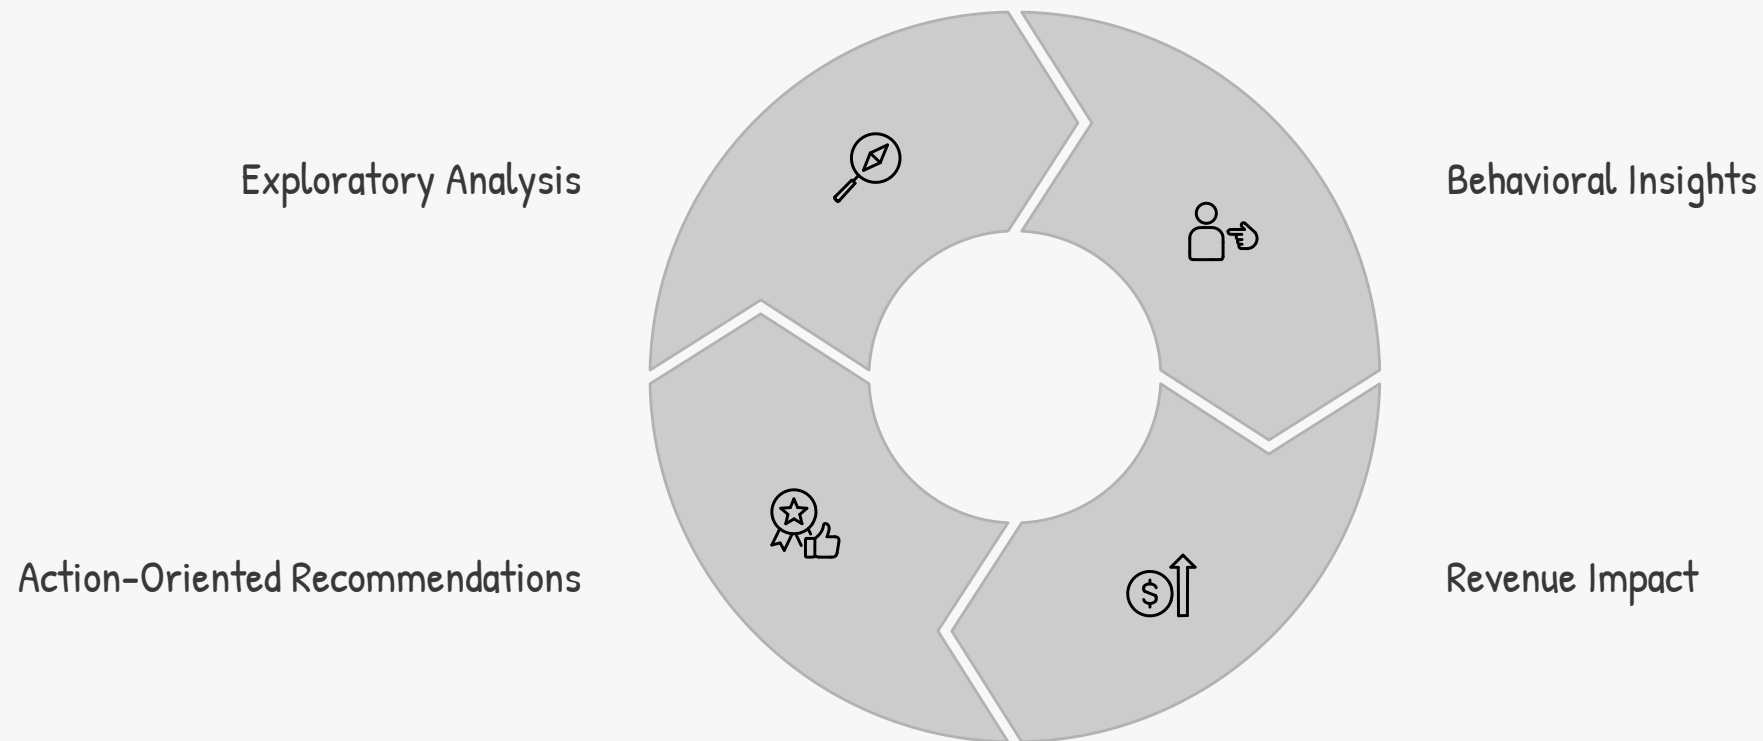 Exploratory Analysis
Behavioral Insights
Action-Oriented Recommendations
Revenue Impact
$